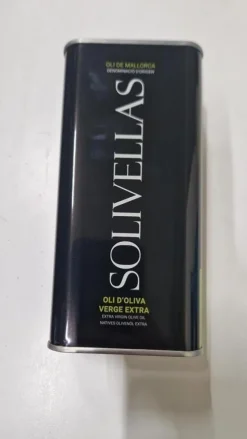 OLI DE MALLORCA
DENOMINACIÓ D'ORIGEN
SOLIVELLAS
OLI D'OLIVA
VERGE EXTRA
EXTRA VIRGIN OLIVE OIL
NATIVES OLIVENÖL EXTRA